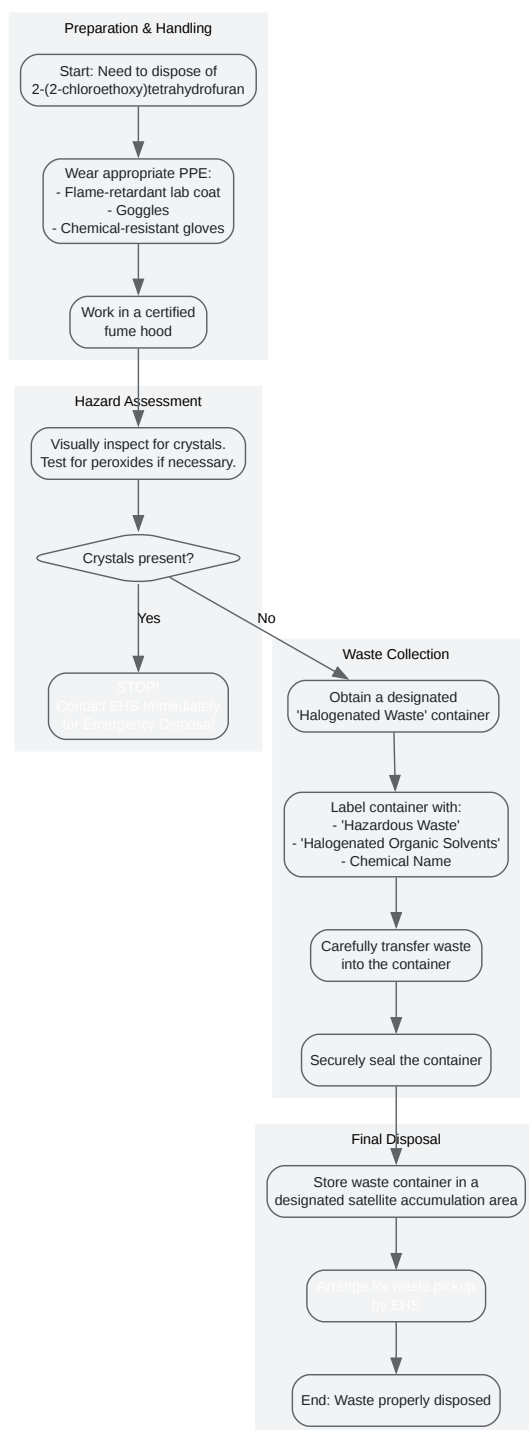 Preparation & Handling
Start: Need to dispose of
2-(2-chloroethoxy)tetrahydrofuran
Wear appropriate PPE:
- Flame-retardant lab coat
- Goggles
- Chemical-resistant gloves
Work in a certified
fume hood
Hazard Assessment
Visually inspect for crystals.
Test for peroxides if necessary.
Crystals present?
Yes
No
STOP!
Contact EHS Immediately
for Emergency Disposal
Waste Collection
Obtain a designated
'Halogenated Waste' container
Label container with:
- 'Hazardous Waste'
- 'Halogenated Organic Solvents'
- Chemical Name
Carefully transfer waste
into the container
Securely seal the container
Final Disposal
Store waste container in a
designated satellite accumulation area
Arrange for waste pickup
by EHS
End: Waste properly disposed